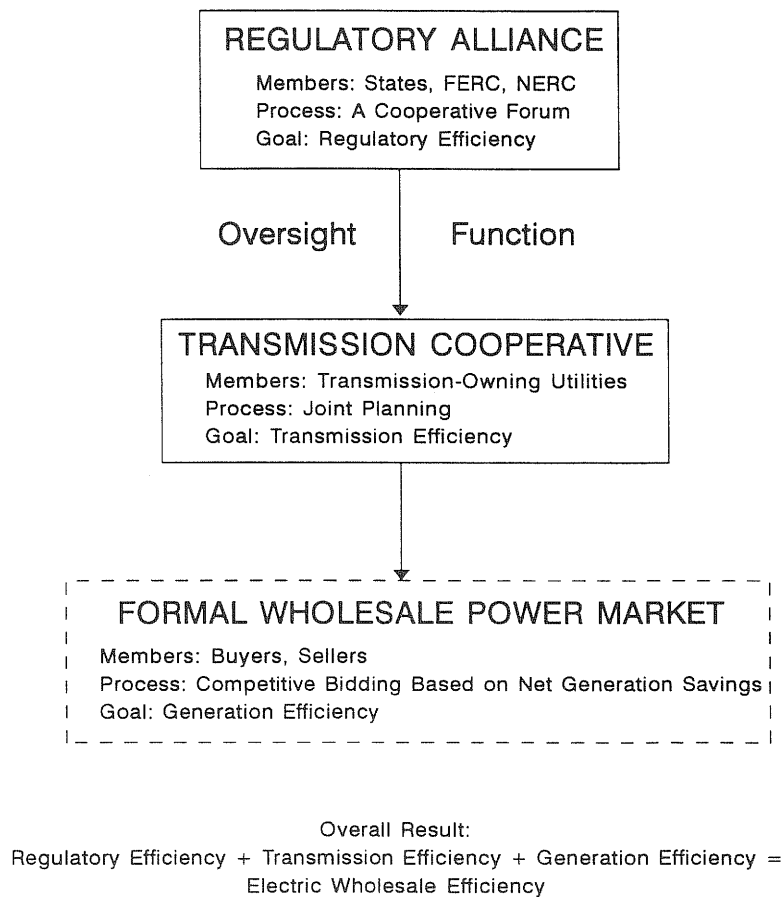 REGULATORY ALLIANCE
Members: States, FERC, NERC
Process: A Cooperative Forum
Goal: Regulatory Efficiency
Oversight Function
TRANSMISSION COOPERATIVE
Members: Transmission-Owning Utilities
Process: Joint Planning
Goal: Transmission Efficiency
FORMAL WHOLESALE POWER MARKET
Members: Buyers, Sellers
Process: Competitive Bidding Based on Net Generation Savings
Goal: Generation Efficiency
Overall Result:
Regulatory Efficiency + Transmission Efficiency + Generation Efficiency =
Electric Wholesale Efficiency